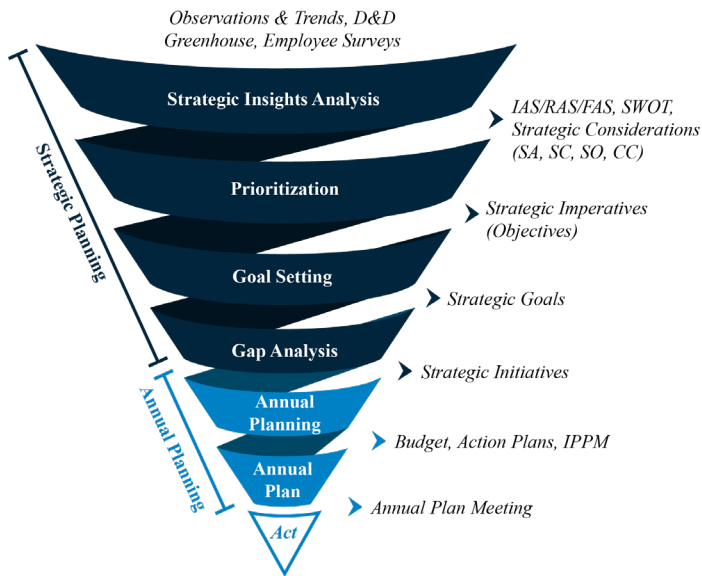 Observations & Trends, D&D
Greenhouse, Employee Surveys
Strategic Insights Analysis
IAS/RAS/FAS, SWOT,
Strategic Considerations
(SA, SC, SO, CC)
Strategic Planning
Prioritization
Strategic Imperatives
(Objectives)
Goal Setting
Strategic Goals
Gap Analysis
Strategic Initiatives
Annual Planning
Annual
Planning
Budget, Action Plans, IPPM
Annual
Plan
Annual Plan Meeting
Act